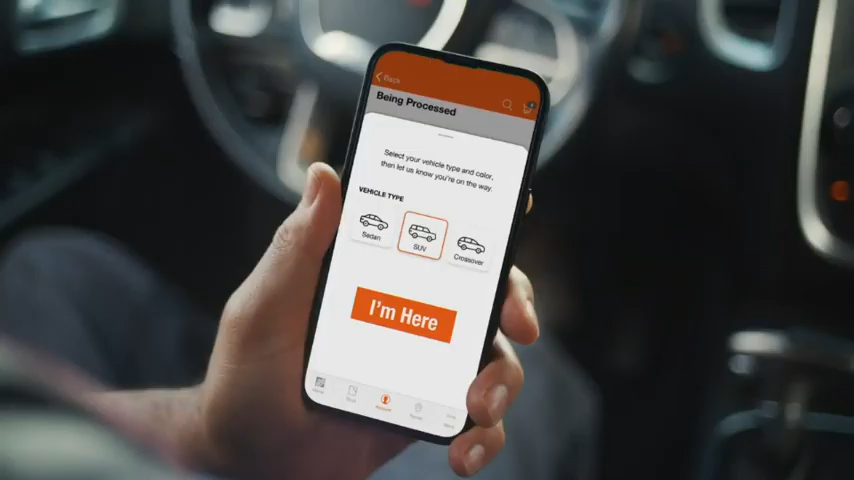 Back
Being Processed
Select your vehicle type and color,
then let us know you're on the way.
VEHICLE TYPE
Sedan
SUV
Crossover
I'm Here
Account